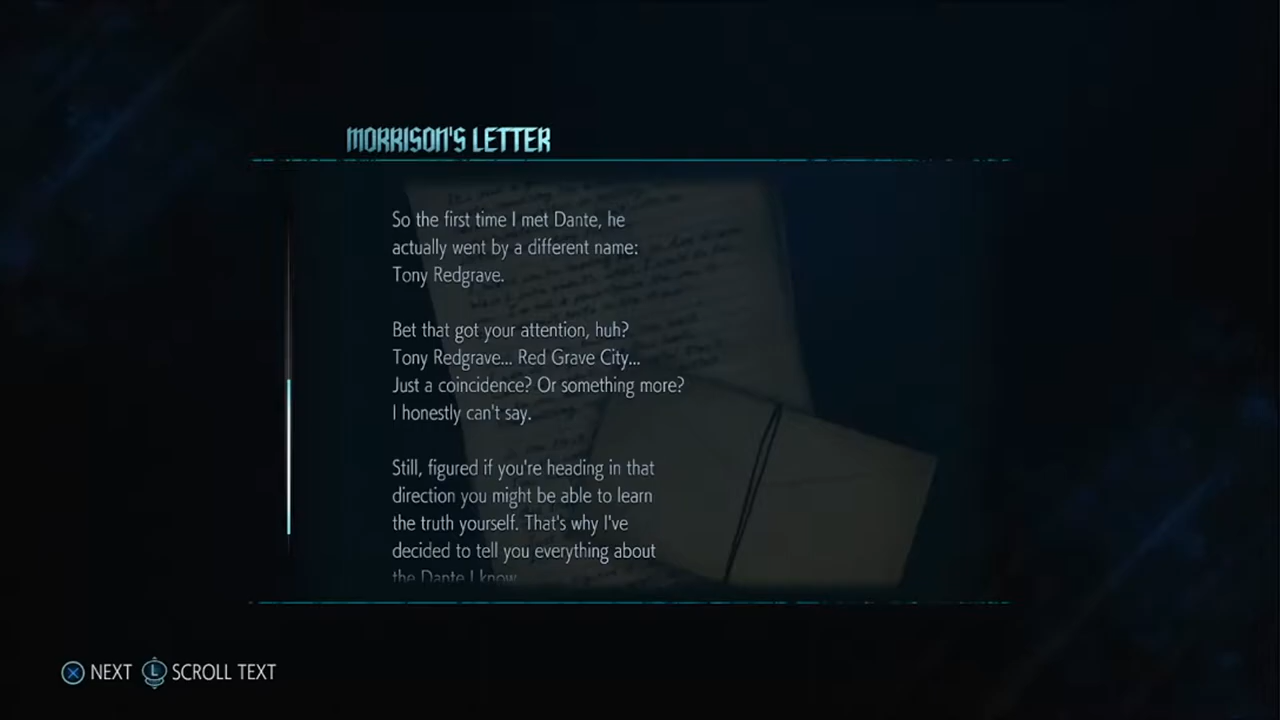 MORRISON'S LETTER
So the first time I met Dante, he
actually went by a different name:
Tony Redgrave.
Bet that got your attention, huh?
Tony Redgrave... Red Grave City...
Just a coincidence? Or something more?
I honestly can't say.
Still, figured if you're heading in that
direction you might be able to learn
the truth yourself. That's why I've
decided to tell you everything about
the Dante I know
NEXT L SCROLL TEXT